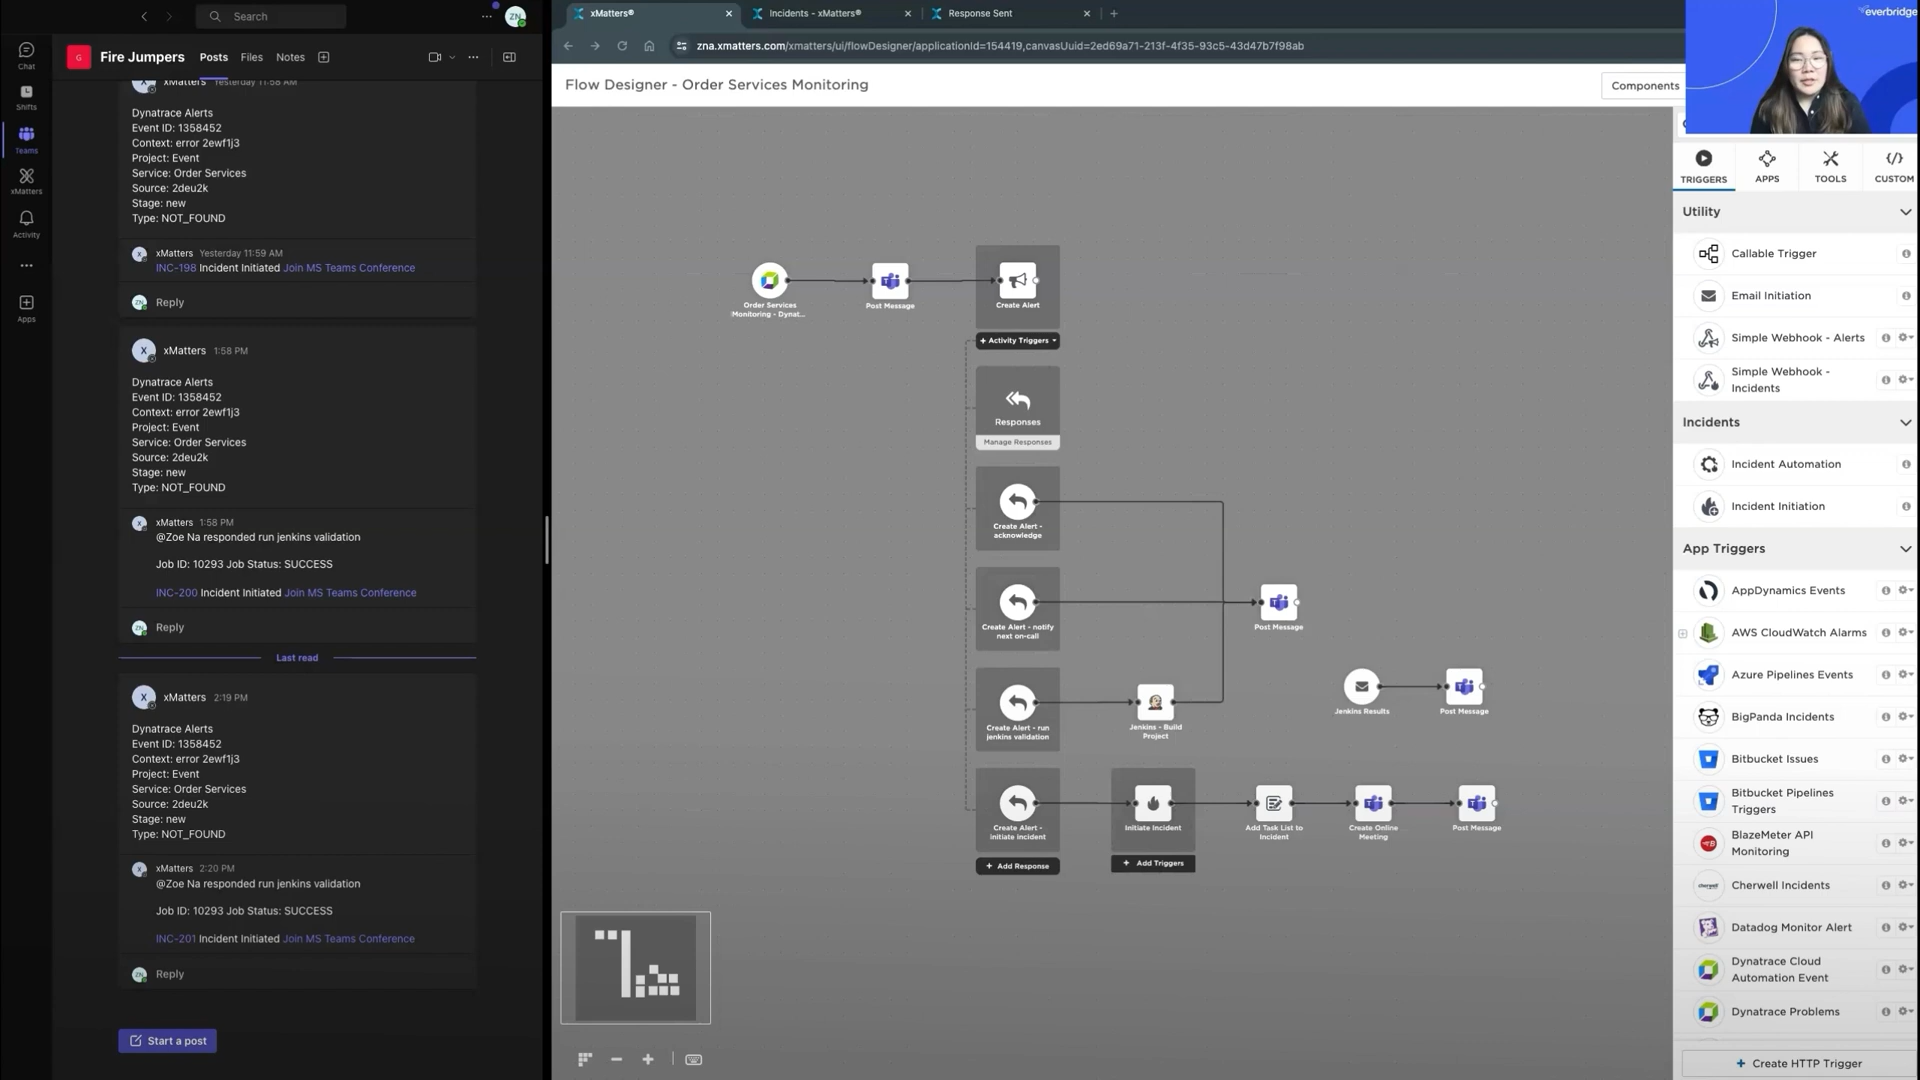 Search
ZN
Chat
Shifts
Teams
xMatters
Activity
Apps
G
Fire Jumpers
Posts
Files
Notes
xMatters Yesterday 11:58 AM
Dynatrace Alerts
Event ID: 1358452
Context: error 2ewf1j3
Project: Event
Service: Order Services
Source: 2deu2k
Stage: new
Type: NOT_FOUND
X
xMatters Yesterday 11:59 AM
INC-198 Incident Initiated Join MS Teams Conference
ZN
Reply
X
xMatters 1:58 PM
Dynatrace Alerts
Event ID: 1358452
Context: error 2ewf1j3
Project: Event
Service: Order Services
Source: 2deu2k
Stage: new
Type: NOT_FOUND
X
xMatters 1:58 PM
@Zoe Na responded run jenkins validation
Job ID: 10293 Job Status: SUCCESS
INC-200 Incident Initiated Join MS Teams Conference
ZN
Reply
Last read
X
xMatters 2:19 PM
Dynatrace Alerts
Event ID: 1358452
Context: error 2ewf1j3
Project: Event
Service: Order Services
Source: 2deu2k
Stage: new
Type: NOT_FOUND
X
xMatters 2:20 PM
@Zoe Na responded run jenkins validation
Job ID: 10293 Job Status: SUCCESS
INC-201 Incident Initiated Join MS Teams Conference
ZN
Reply
Start a post
xMatters®
Incidents - xMatters®
Response Sent
zna.xmatters.com/xmatters/ui/flowDesigner/applicationId=154419,canvasUuid=2ed69a71-213f-4f35-93c5-43d47b7f98ab
Flow Designer - Order Services Monitoring
Components
everbridge
Order Services
Monitoring - Dynat...
Post Message
Create Alert
+ Activity Triggers
Responses
Manage Responses
Create Alert -
acknowledge
Create Alert - notify
next on-call
Post Message
Create Alert - run
jenkins validation
Jenkins - Build
Project
Jenkins Results
Post Message
Create Alert -
initiate incident
Initiate Incident
Add Task List to
Incident
Create Online
Meeting
Post Message
+ Add Response
+ Add Triggers
TRIGGERS
APPS
TOOLS
CUSTOM
Utility
Callable Trigger
Email Initiation
Simple Webhook - Alerts
Simple Webhook -
Incidents
Incidents
Incident Automation
Incident Initiation
App Triggers
AppDynamics Events
AWS CloudWatch Alarms
Azure Pipelines Events
BigPanda Incidents
Bitbucket Issues
Bitbucket Pipelines
Triggers
BlazeMeter API
Monitoring
cherwell
Cherwell Incidents
Datadog Monitor Alert
Dynatrace Cloud
Automation Event
Dynatrace Problems
+ Create HTTP Trigger